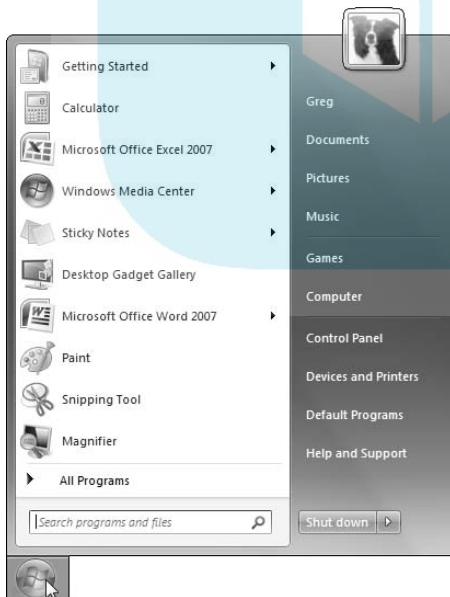 Getting Started
Calculator
Microsoft Office Excel 2007
Windows Media Center
Sticky Notes
Desktop Gadget Gallery
Microsoft Office Word 2007
Paint
Snipping Tool
Magnifier
All Programs
Search programs and files
Greg
Documents
Pictures
Music
Games
Computer
Control Panel
Devices and Printers
Default Programs
Help and Support
Shut down